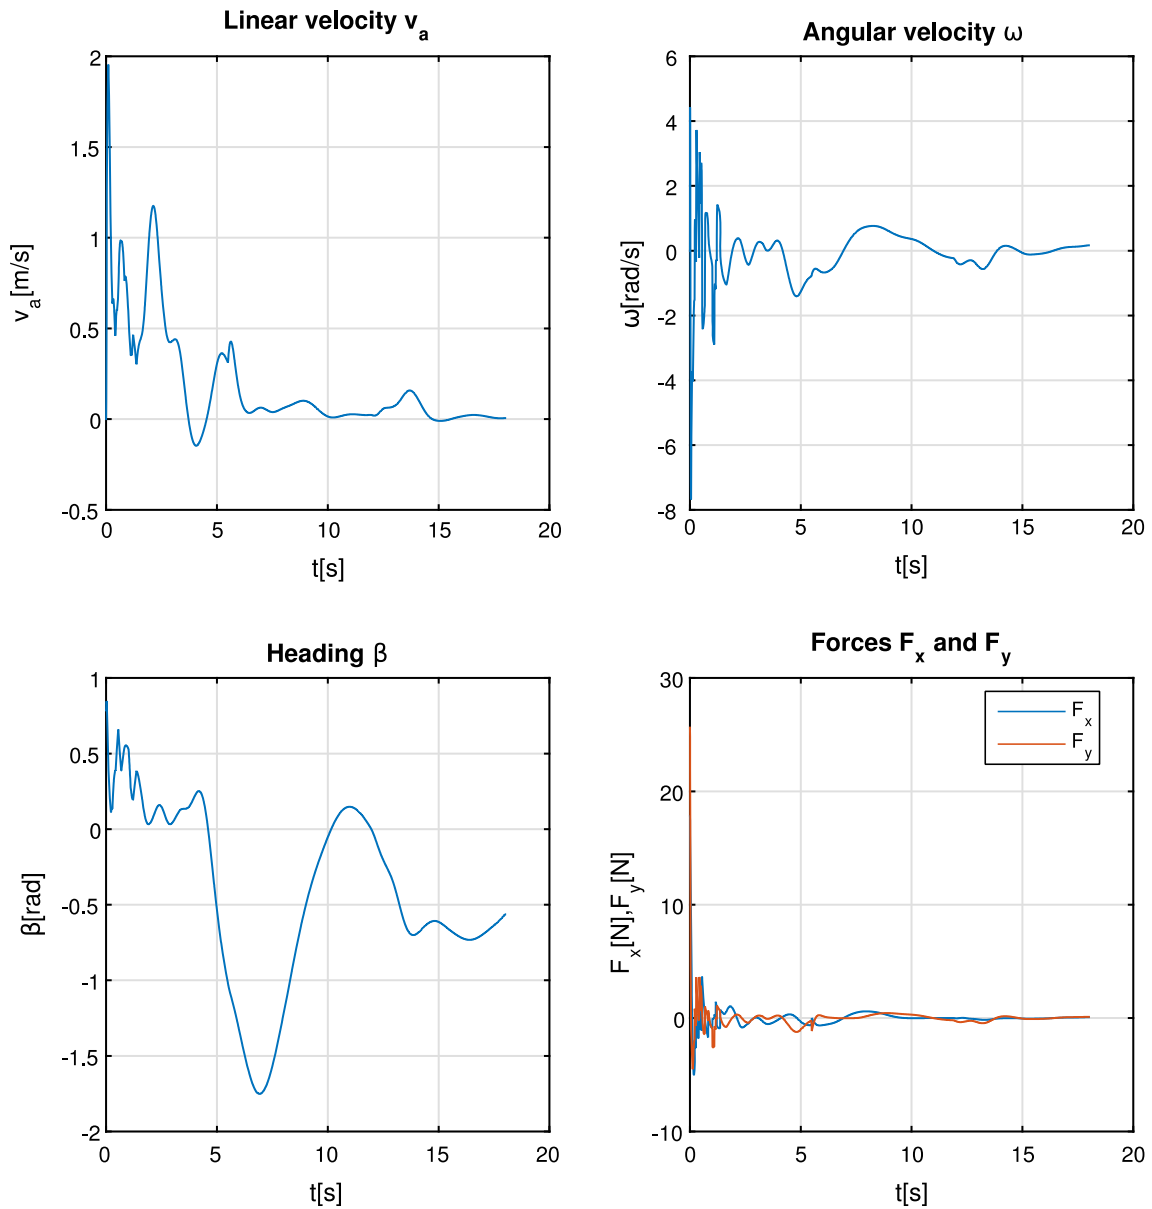 Linear velocity v_a
2
1.5
1
0.5
0
-0.5
v_a[m/s]
0 5 10 15 20
t[s]
Angular velocity ω
6
4
2
0
-2
-4
-6
-8
ω[rad/s]
0 5 10 15 20
t[s]
Heading β
1
0.5
0
-0.5
-1
-1.5
-2
β[rad]
0 5 10 15 20
t[s]
Forces F_x and F_y
30
20
10
0
-10
F_x[N],F_y[N]
F_x
F_y
0 5 10 15 20
t[s]